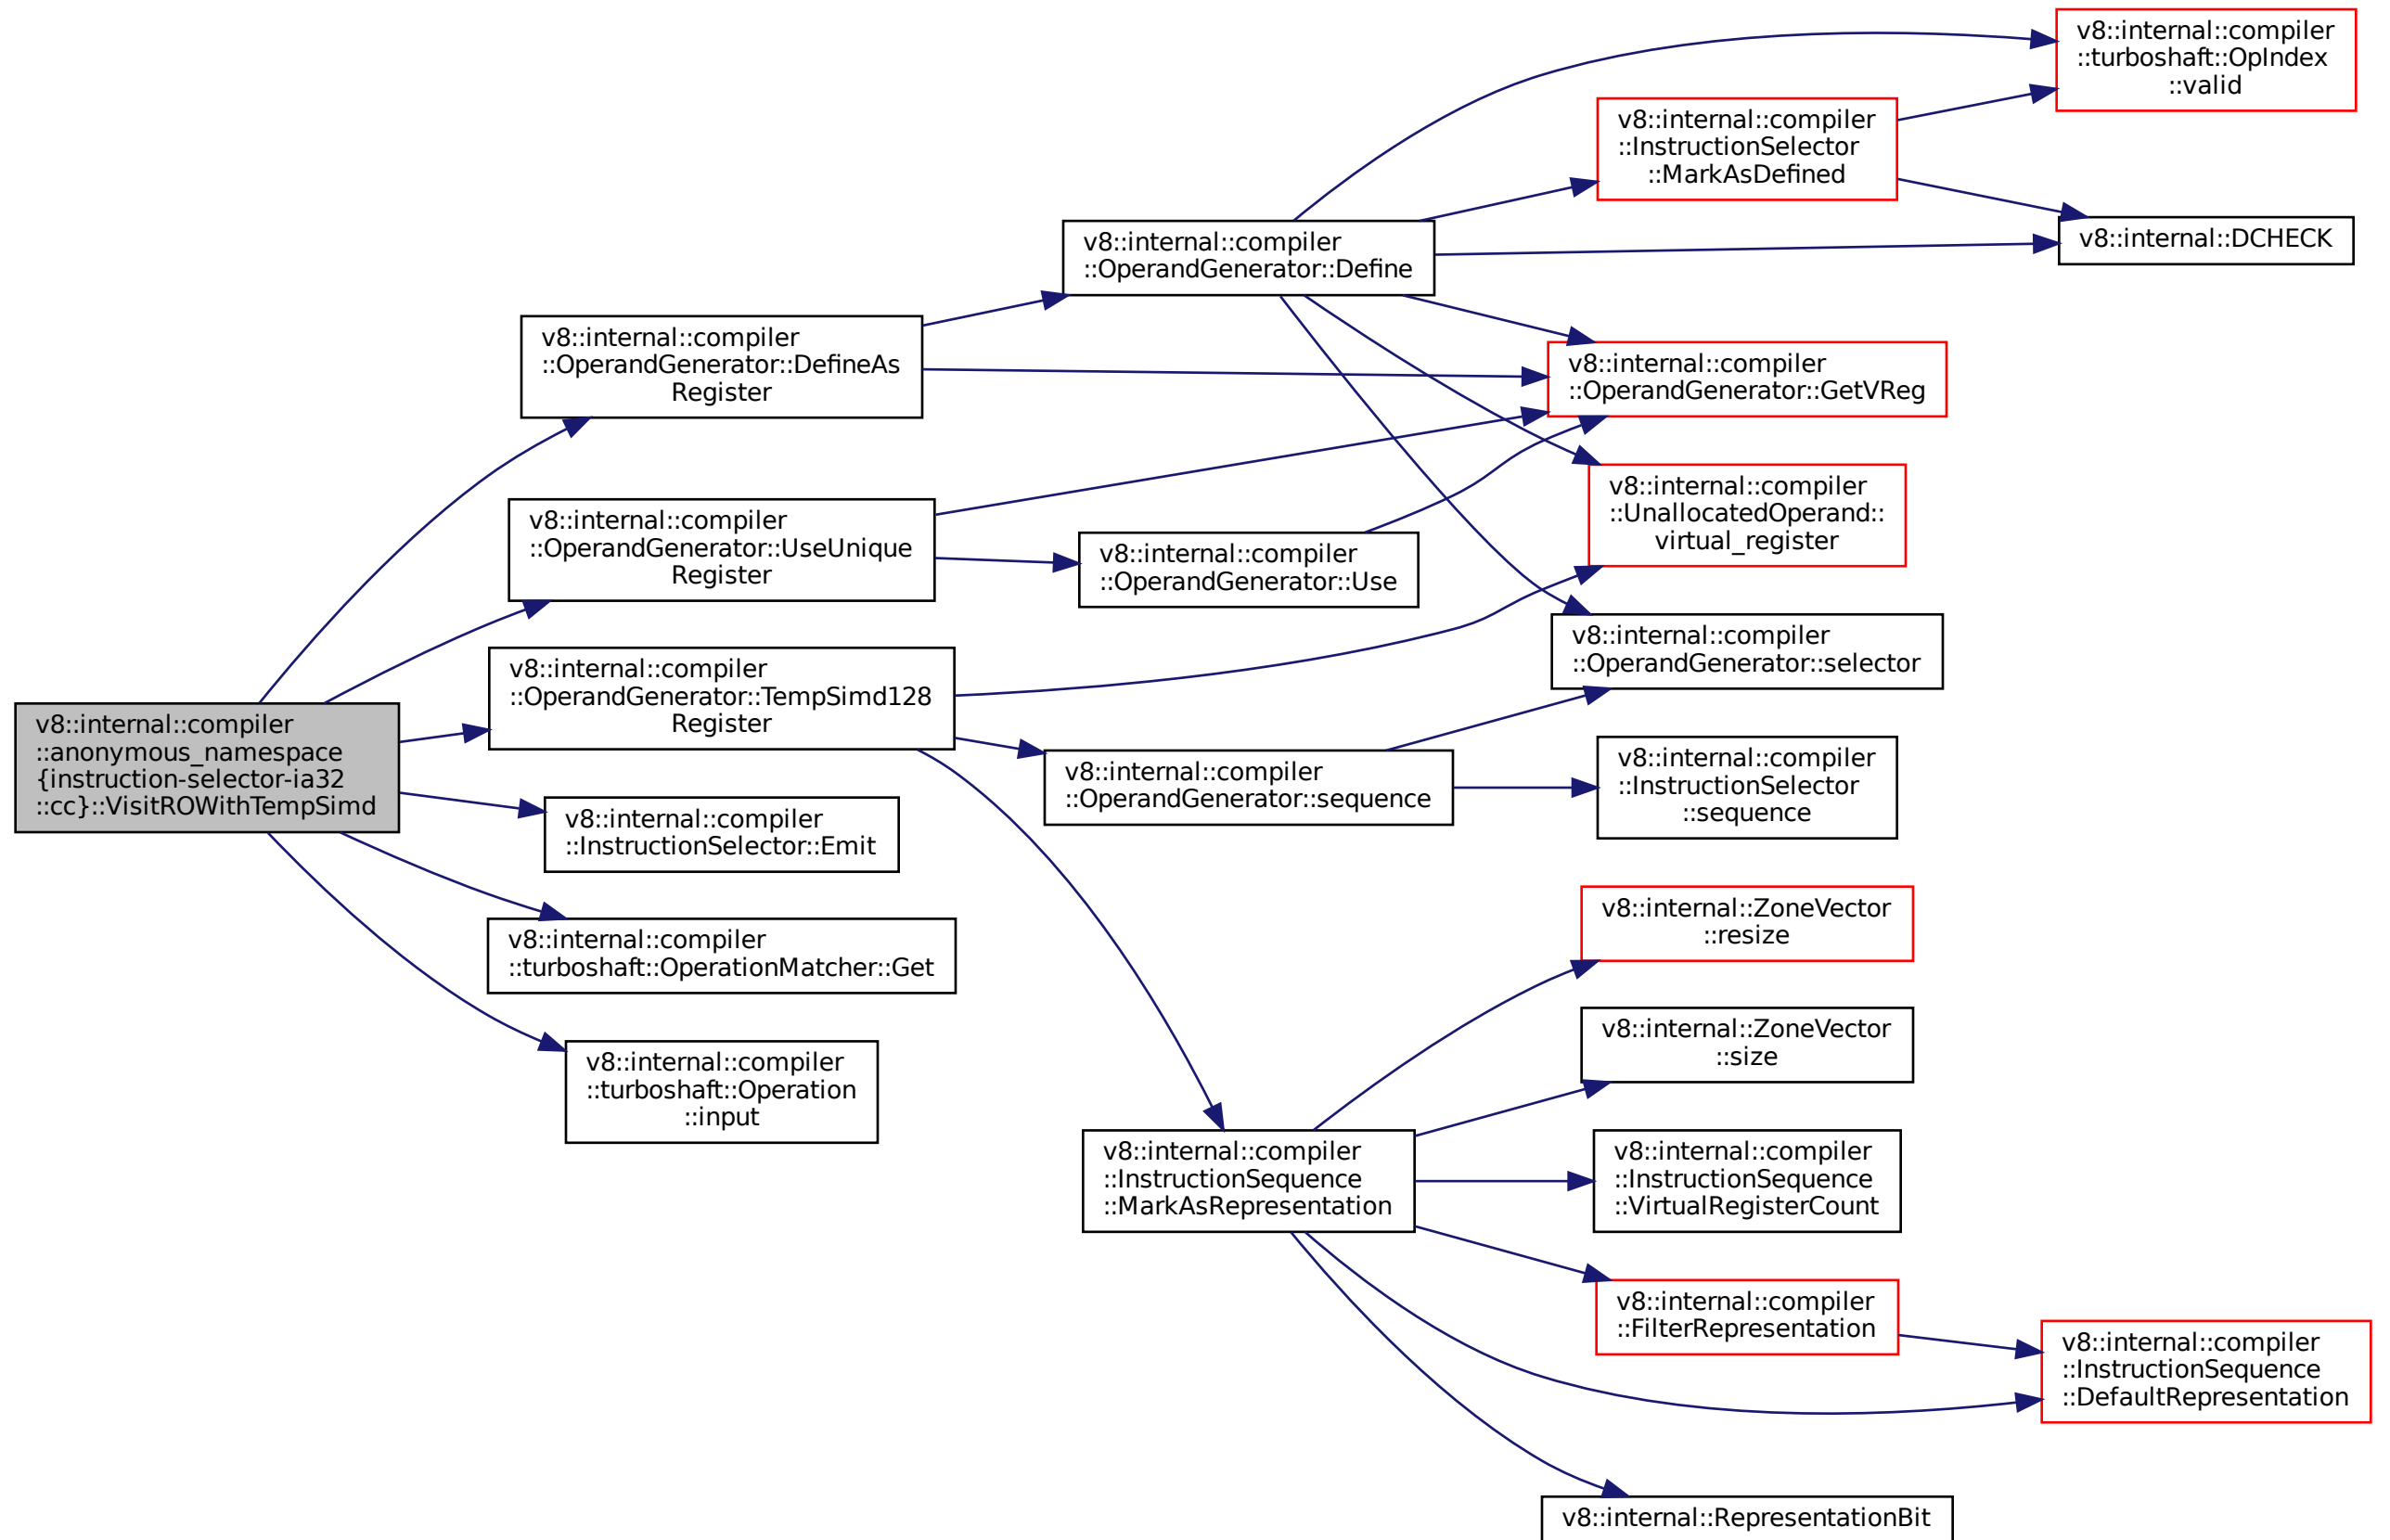 v8::internal::compiler
::anonymous_namespace
{instruction-selector-ia32
::cc}::VisitROWithTempSimd
v8::internal::compiler
::OperandGenerator::DefineAs
Register
v8::internal::compiler
::OperandGenerator::UseUnique
Register
v8::internal::compiler
::OperandGenerator::TempSimd128
Register
v8::internal::compiler
::InstructionSelector::Emit
v8::internal::compiler
::turboshaft::OperationMatcher::Get
v8::internal::compiler
::turboshaft::Operation
::input
v8::internal::compiler
::OperandGenerator::Define
v8::internal::compiler
::OperandGenerator::Use
v8::internal::compiler
::OperandGenerator::sequence
v8::internal::compiler
::InstructionSequence
::MarkAsRepresentation
v8::internal::compiler
::InstructionSelector
::MarkAsDefined
v8::internal::compiler
::OperandGenerator::GetVReg
v8::internal::compiler
::UnallocatedOperand::
virtual_register
v8::internal::compiler
::OperandGenerator::selector
v8::internal::compiler
::InstructionSelector
::sequence
v8::internal::ZoneVector
::resize
v8::internal::ZoneVector
::size
v8::internal::compiler
::InstructionSequence
::VirtualRegisterCount
v8::internal::compiler
::FilterRepresentation
v8::internal::RepresentationBit
v8::internal::compiler
::turboshaft::OpIndex
::valid
v8::internal::DCHECK
v8::internal::compiler
::InstructionSequence
::DefaultRepresentation